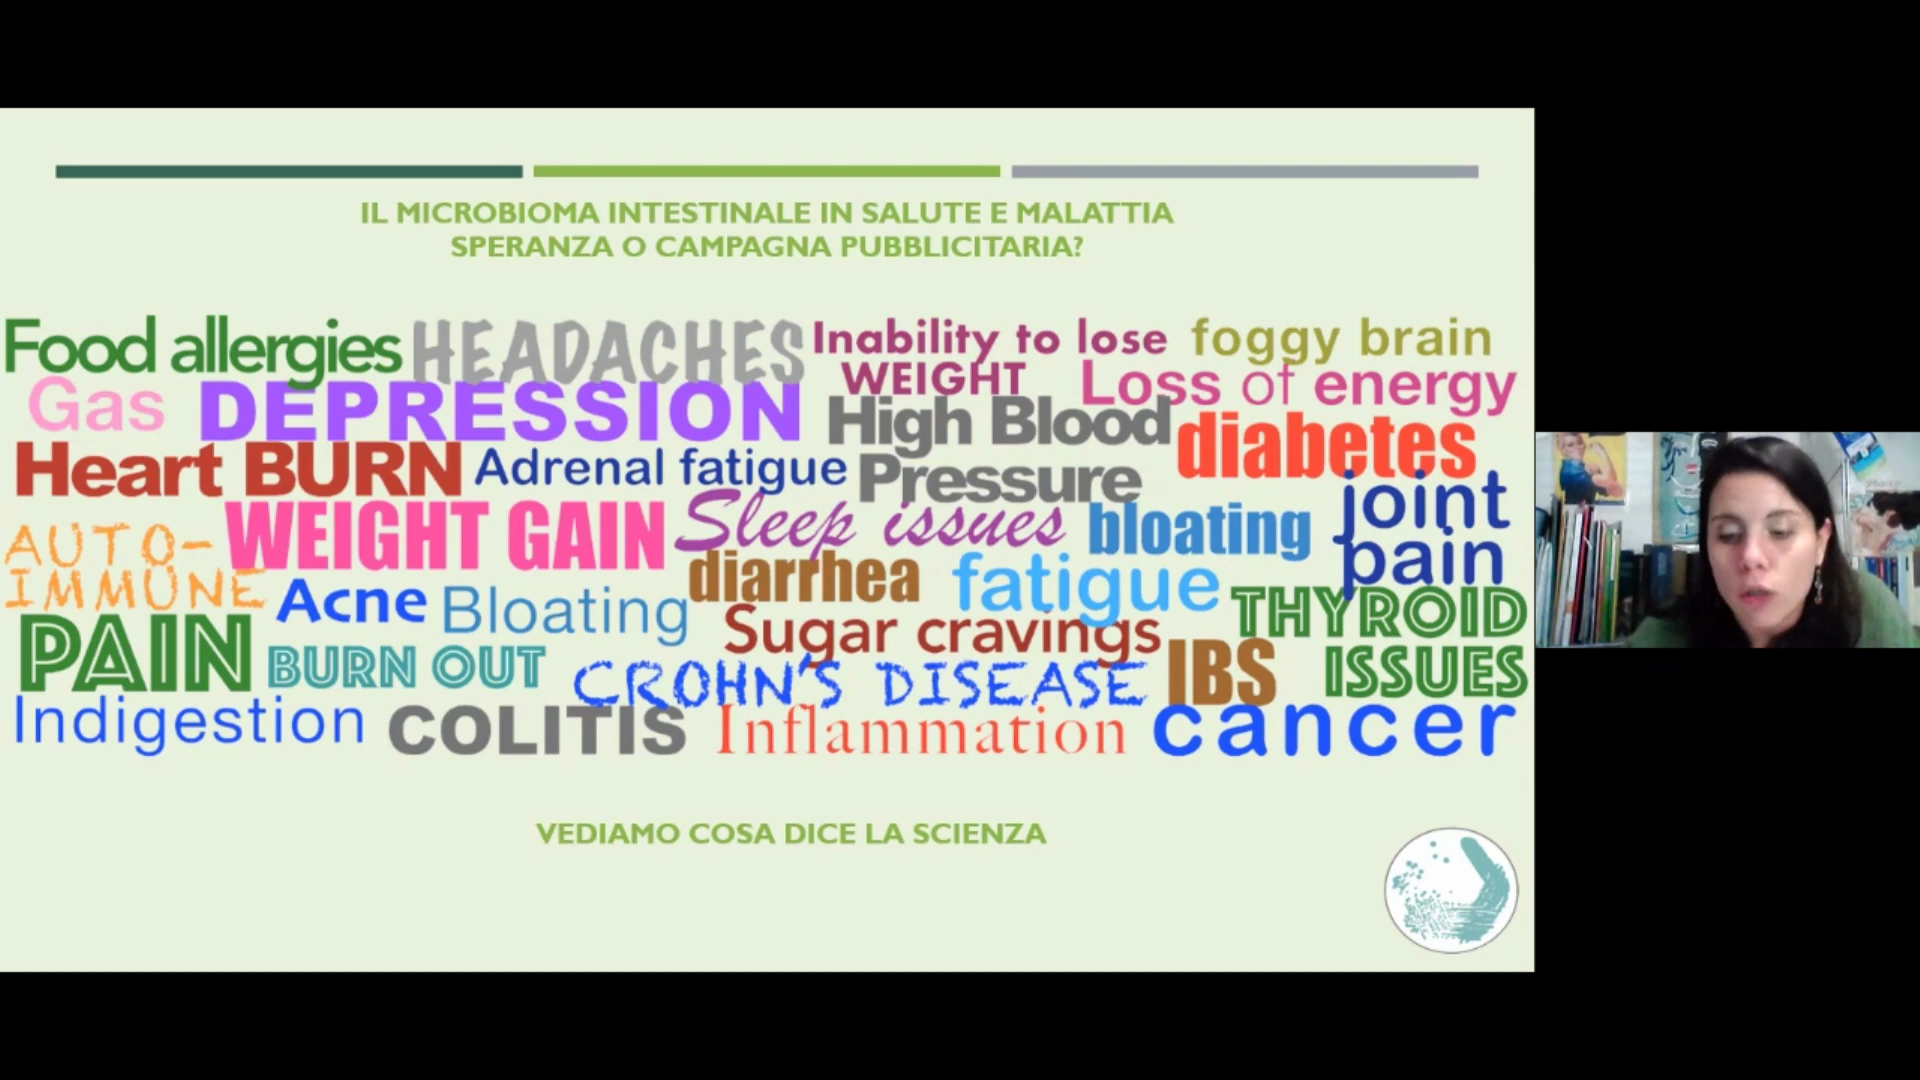 IL MICROBIOMA INTESTINALE IN SALUTE E MALATTIA
SPERANZA O CAMPAGNA PUBBLICITARIA?
Food allergies HEADACHES Inability to lose WEIGHT foggy brain
Gas DEPRESSION High Blood Pressure Loss of energy
Heart BURN Adrenal fatigue diabetes
AUTO-IMMUNE WEIGHT GAIN Sleep issues bloating joint pain
Acne Bloating diarrhea fatigue THYROID ISSUES
PAIN BURN OUT Sugar cravings
CROHN'S DISEASE IBS
Indigestion COLITIS Inflammation cancer
VEDIAMO COSA DICE LA SCIENZA